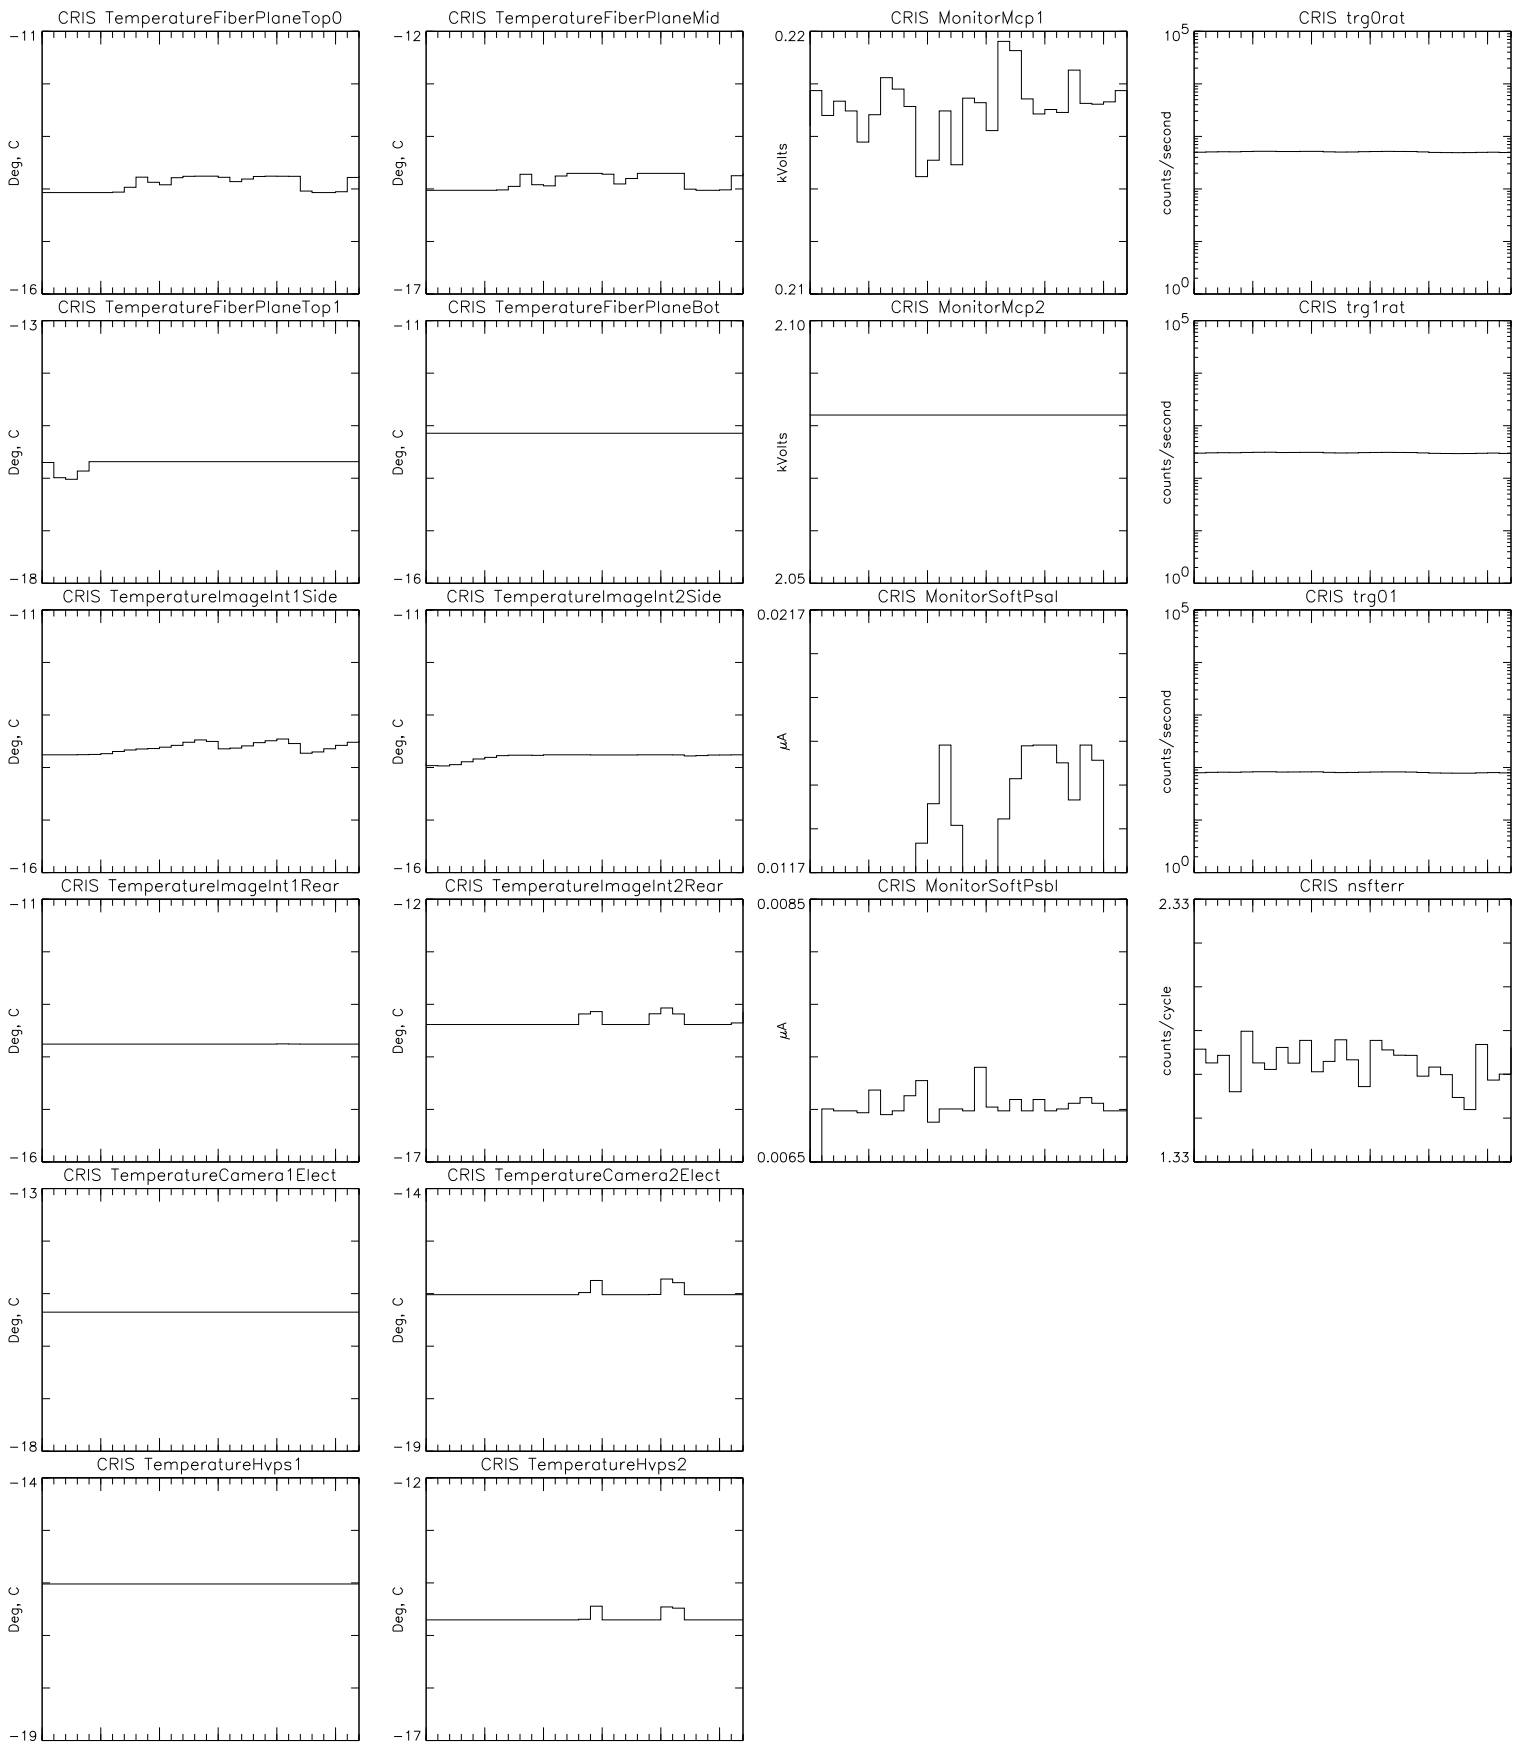 CRIS TemperatureFiberPlaneTop0
-11
Deg, C
-16
CRIS TemperatureFiberPlaneMid
-12
Deg, C
-17
CRIS MonitorMcp1
0.22
kVolts
0.21
CRIS trg0rat
10^5
counts/second
10^0
CRIS TemperatureFiberPlaneTop1
-13
Deg, C
-18
CRIS TemperatureFiberPlaneBot
-11
Deg, C
-16
CRIS MonitorMcp2
2.10
kVolts
2.05
CRIS trg1rat
10^5
counts/second
10^0
CRIS TemperatureImageInt1Side
-11
Deg, C
-16
CRIS TemperatureImageInt2Side
-11
Deg, C
-16
CRIS MonitorSoftPsaI
0.0217
μA
0.0117
CRIS trg01
10^5
counts/second
10^0
CRIS TemperatureImageInt1Rear
-11
Deg, C
-16
CRIS TemperatureImageInt2Rear
-12
Deg, C
-17
CRIS MonitorSoftPsbI
0.0085
μA
0.0065
CRIS nsfterr
2.33
counts/cycle
1.33
CRIS TemperatureCamera1Elect
-13
Deg, C
-18
CRIS TemperatureCamera2Elect
-14
Deg, C
-19
CRIS TemperatureHvps1
-14
Deg, C
-19
CRIS TemperatureHvps2
-12
Deg, C
-17